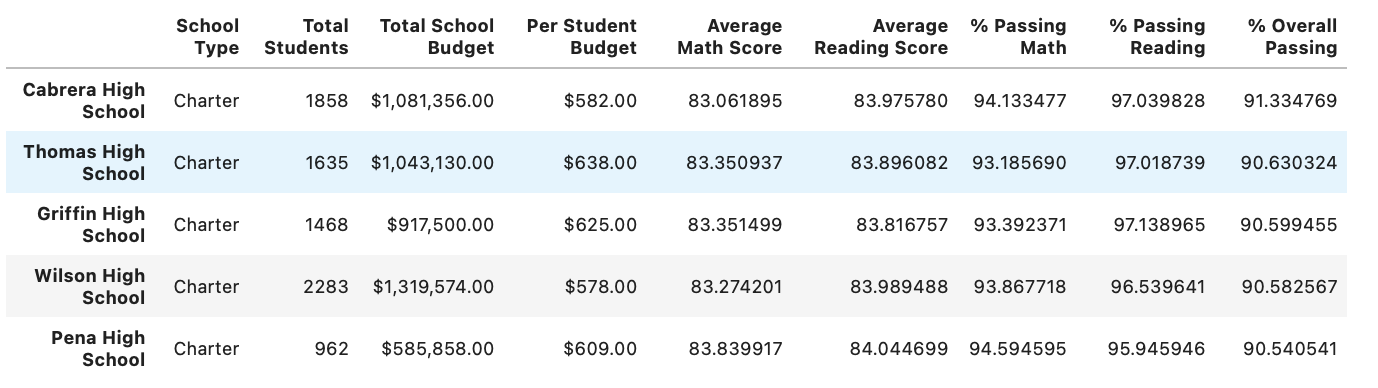 School Total Total School Per Student Average Average % Passing % Passing % Overall
Type Students Budget Budget Math Score Reading Score Math Reading Passing
Cabrera High
School Charter 1858 $1,081,356.00 $582.00 83.061895 83.975780 94.133477 97.039828 91.334769
Thomas High
School Charter 1635 $1,043,130.00 $638.00 83.350937 83.896082 93.185690 97.018739 90.630324
Griffin High
School Charter 1468 $917,500.00 $625.00 83.351499 83.816757 93.392371 97.138965 90.599455
Wilson High
School Charter 2283 $1,319,574.00 $578.00 83.274201 83.989488 93.867718 96.539641 90.582567
Pena High
School Charter 962 $585,858.00 $609.00 83.839917 84.044699 94.594595 95.945946 90.540541